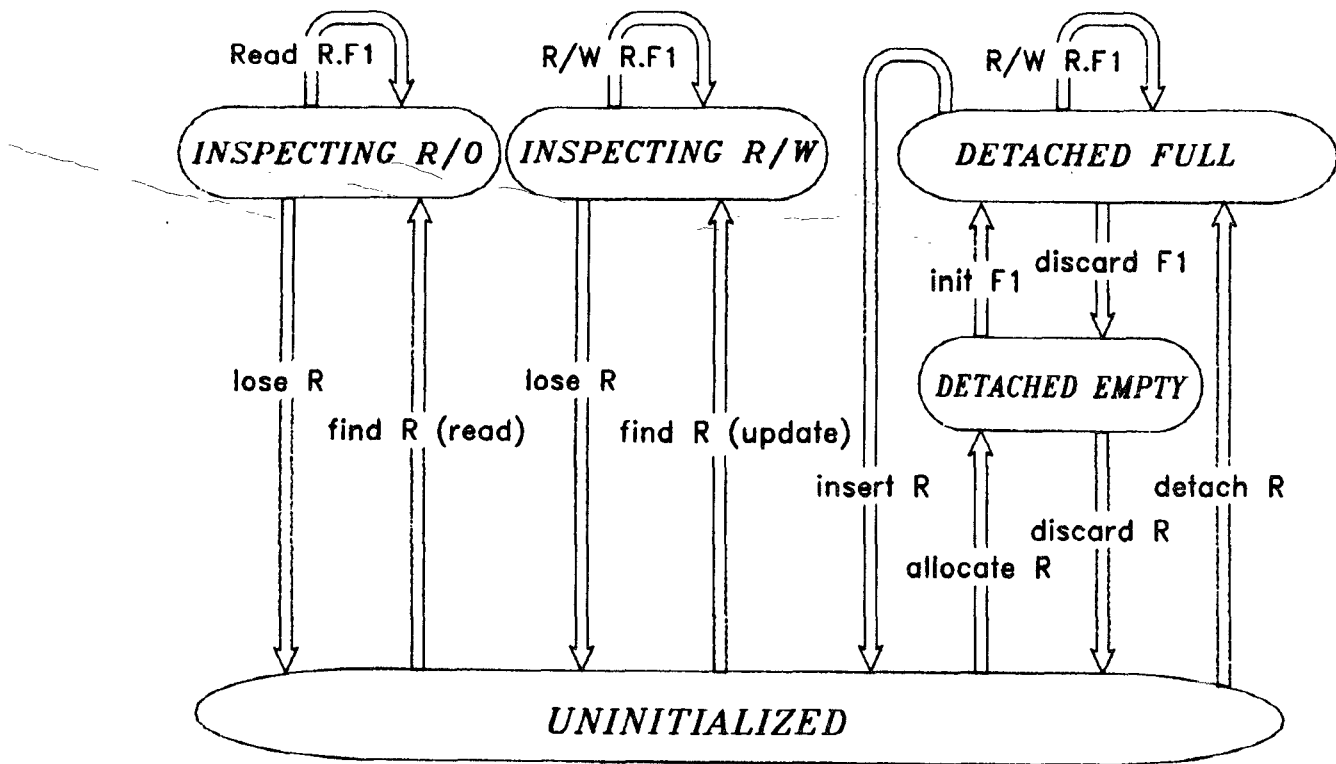 Read R.F1
R/W R.F1
R/W R.F1
INSPECTING R/O
INSPECTING R/W
DETACHED FULL
init F1
discard F1
lose R
lose R
DETACHED EMPTY
find R (read)
find R (update)
insert R
detach R
discard R
allocate R
UNINITIALIZED